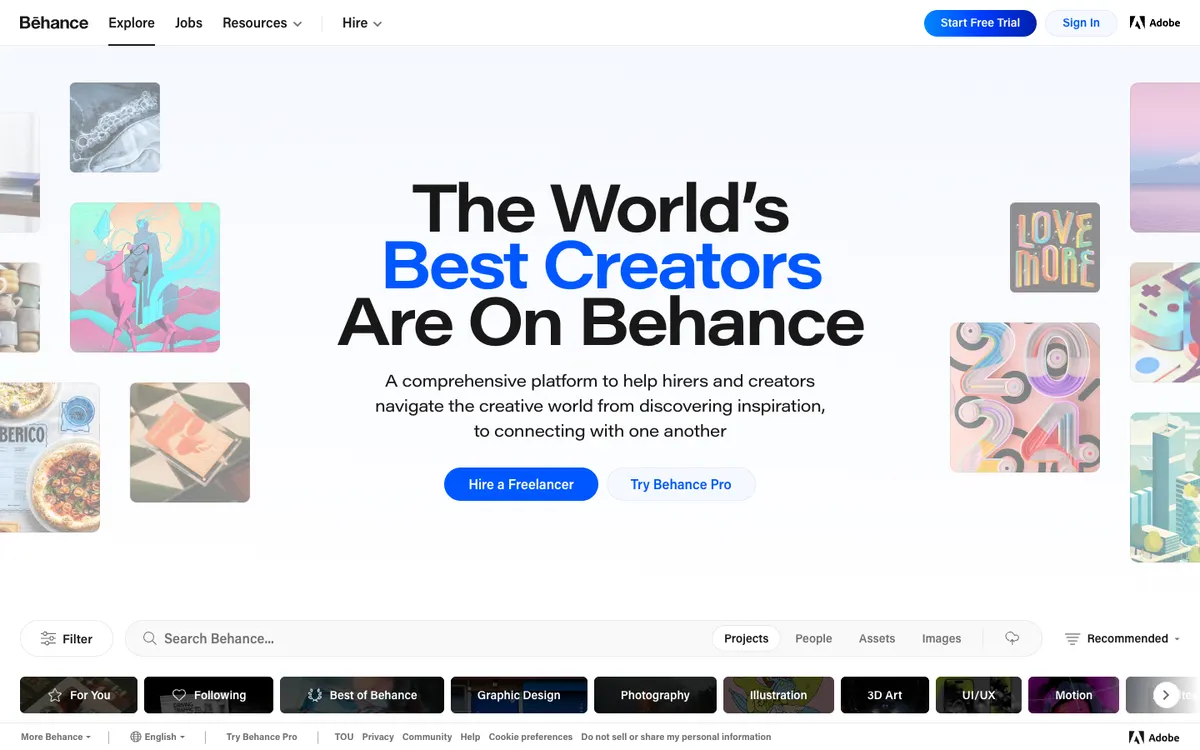 Bēhance
Explore
Jobs
Resources
Hire
Start Free Trial
Sign In
Adobe
The World's
Best Creators
Are On Behance
A comprehensive platform to help hirers and creators
navigate the creative world from discovering inspiration,
to connecting with one another
Hire a Freelancer
Try Behance Pro
LOVE
MORE
2024
BERICO
Filter
Search Behance...
Projects
People
Assets
Images
Recommended
For You
Following
Best of Behance
Graphic Design
Photography
Illustration
3D Art
UI/UX
Motion
More Behance
English
Try Behance Pro
TOU
Privacy
Community
Help
Cookie preferences
Do not sell or share my personal information
Adobe